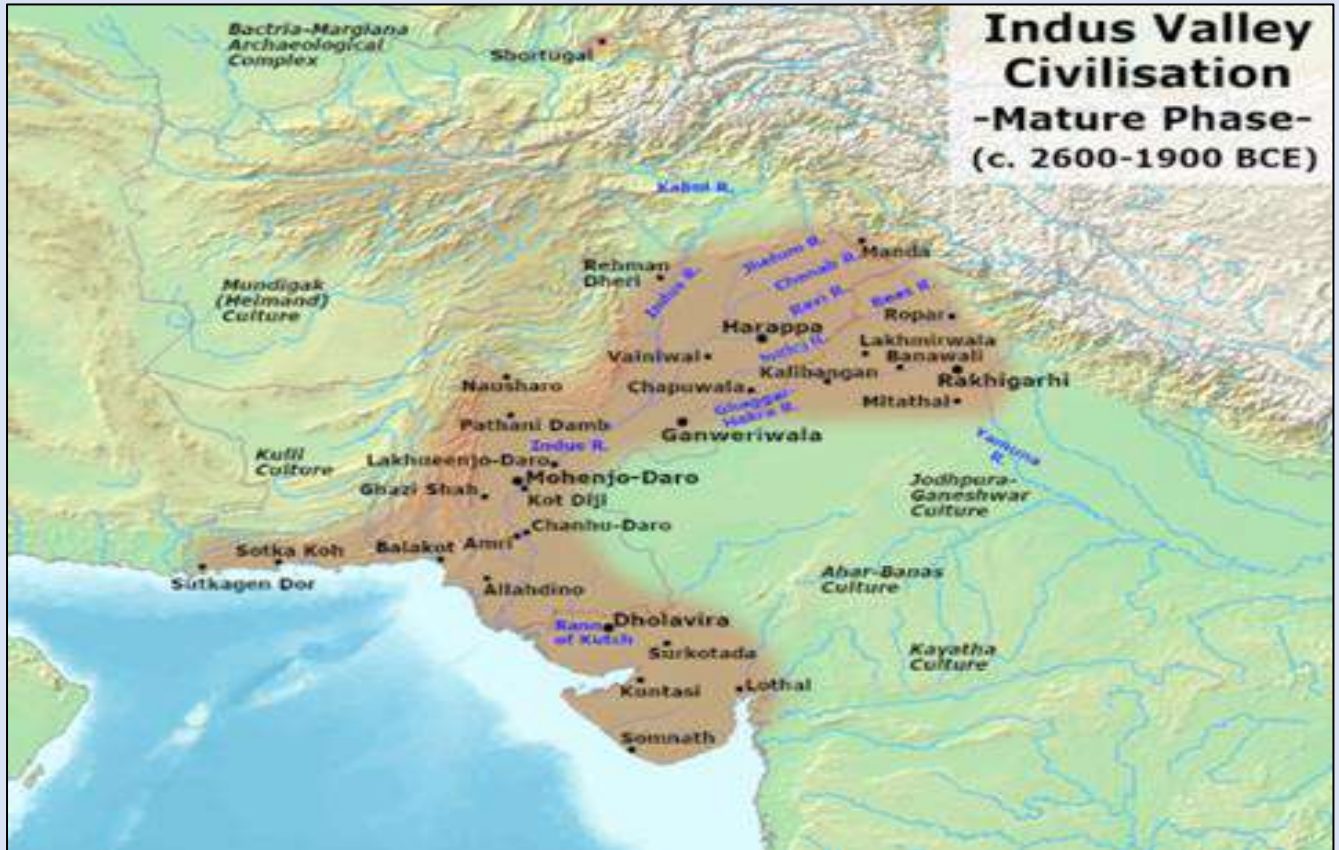 Indus Valley
Civilisation
-Mature Phase-
(c. 2600-1900 BCE)
Bactria-Margiana
Archaeological
Complex
Shortugai
Kabul R.
Jhelum R.
Manda
Chenab R.
Rehman
Dheri
Indus R.
Ravi R.
Beas R.
Mundigak
(Helmand)
Culture
Ropar
Harappa
Lakhmirwala
Banawali
Vainiwal
Kalibangan
Rakhigarhi
Nausharo
Chapuwala
Mitathal
Ghaggar-
Hakra R.
Pathani Damb
Ganweriwala
Indus R.
Yamuna
R.
Kulli
Culture
Lakhueenjo-Daro
Mohenjo-Daro
Ghazi Shah
Kot Diji
Jodhpura-
Ganeshwar
Culture
Chanhu-Daro
Amri
Sotka Koh
Balakot
Sutkagen Dor
Allahdino
Ahar-Banas
Culture
Dholavira
Rann
of Kutch
Surkotada
Kayatha
Culture
Kuntasi
Lothal
Somnath